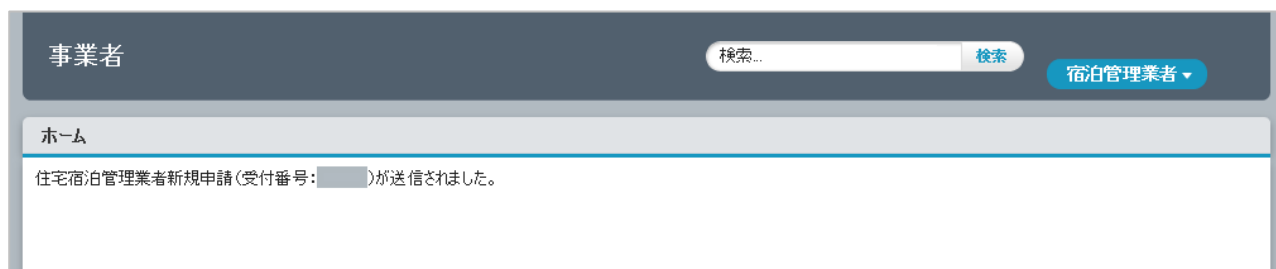 事業者
検索...
検索
宿泊管理業者▼
ホーム
住宅宿泊管理業者新規申請(受付番号: )が送信されました。